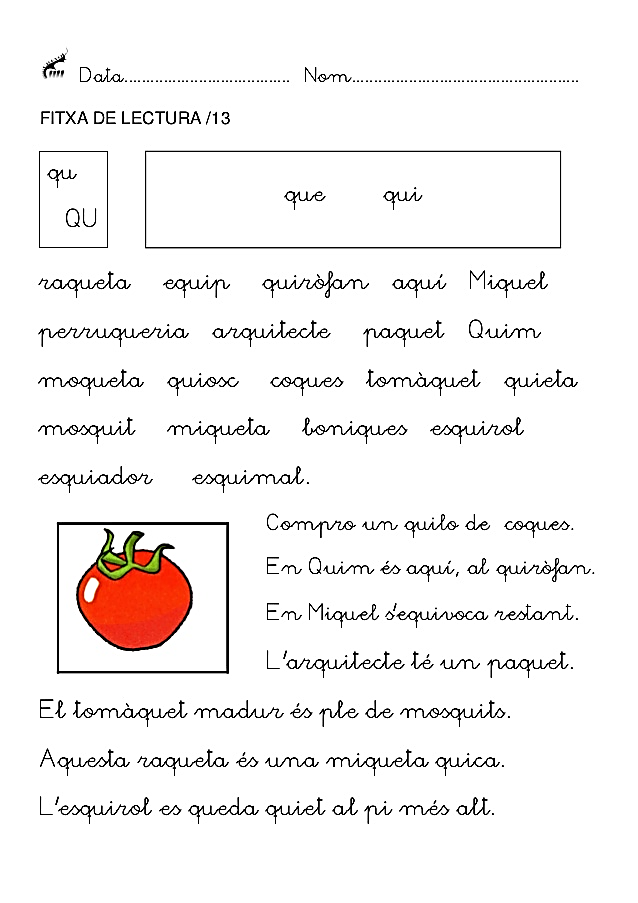 Data..................................... Nom....................................................
FITXA DE LECTURA /13
qu
QU
que qui
raqueta equip quiròfan aquí Miquel
perruqueria arquitecte paquet Quim
moqueta quiosc coques tomàquet quieta
mosquit miqueta boniques esquirol
esquiador esquimal.
Compro un quilo de coques.
En Quim és aquí, al quiròfan.
En Miquel s'equivoca restant.
L'arquitecte té un paquet.
El tomàquet madur és ple de mosquits.
Aquesta raqueta és una miqueta quica.
L'esquirol es queda quiet al pi més alt.